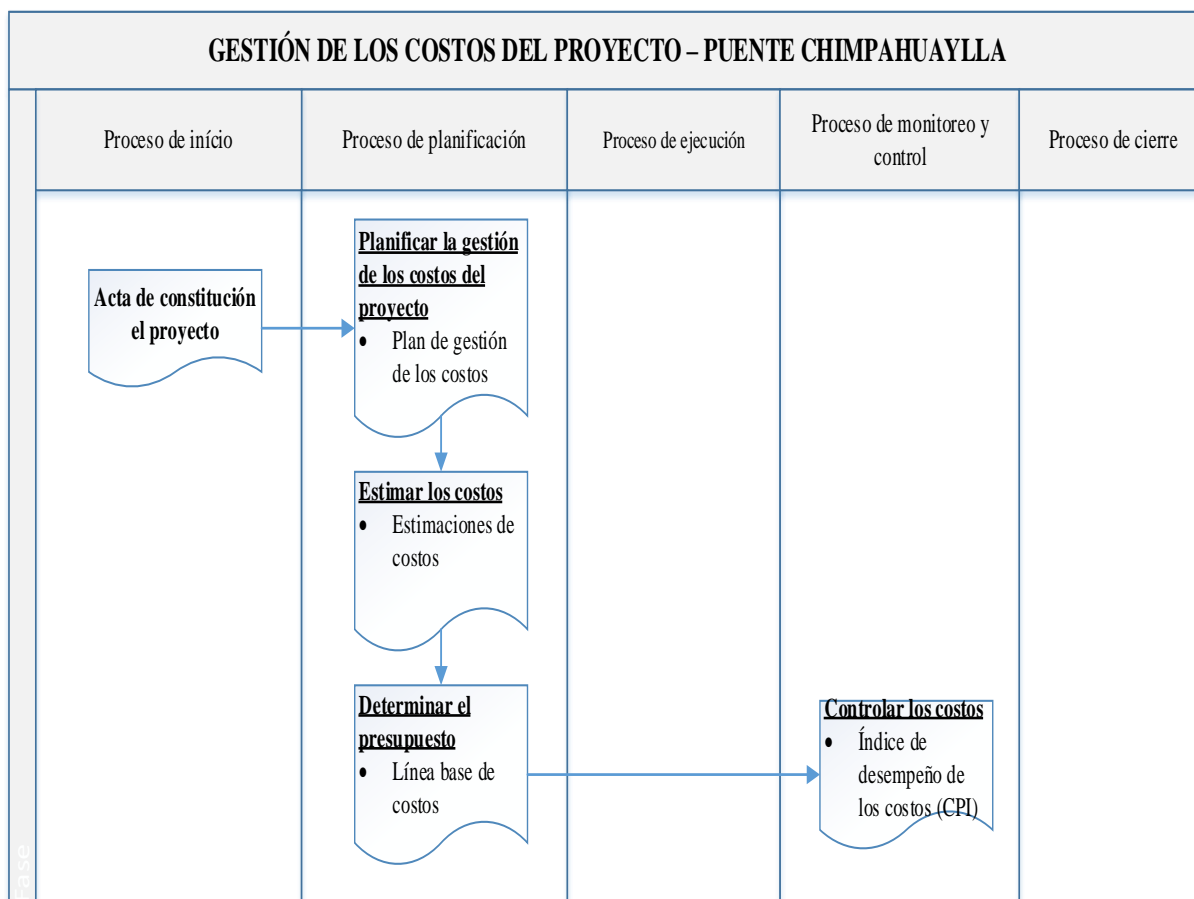 GESTIÓN DE LOS COSTOS DEL PROYECTO – PUENTE CHIMPAHUAYLLA
Proceso de início
Proceso de planificación
Proceso de ejecución
Proceso de monitoreo y
control
Proceso de cierre
Acta de constitución
el proyecto
Planificar la gestión
de los costos del
proyecto
• Plan de gestión
de los costos
Estimar los costos
• Estimaciones de
costos
Determinar el
presupuesto
• Línea base de
costos
Controlar los costos
• Índice de
desempeño de
los costos (CPI)
Fase